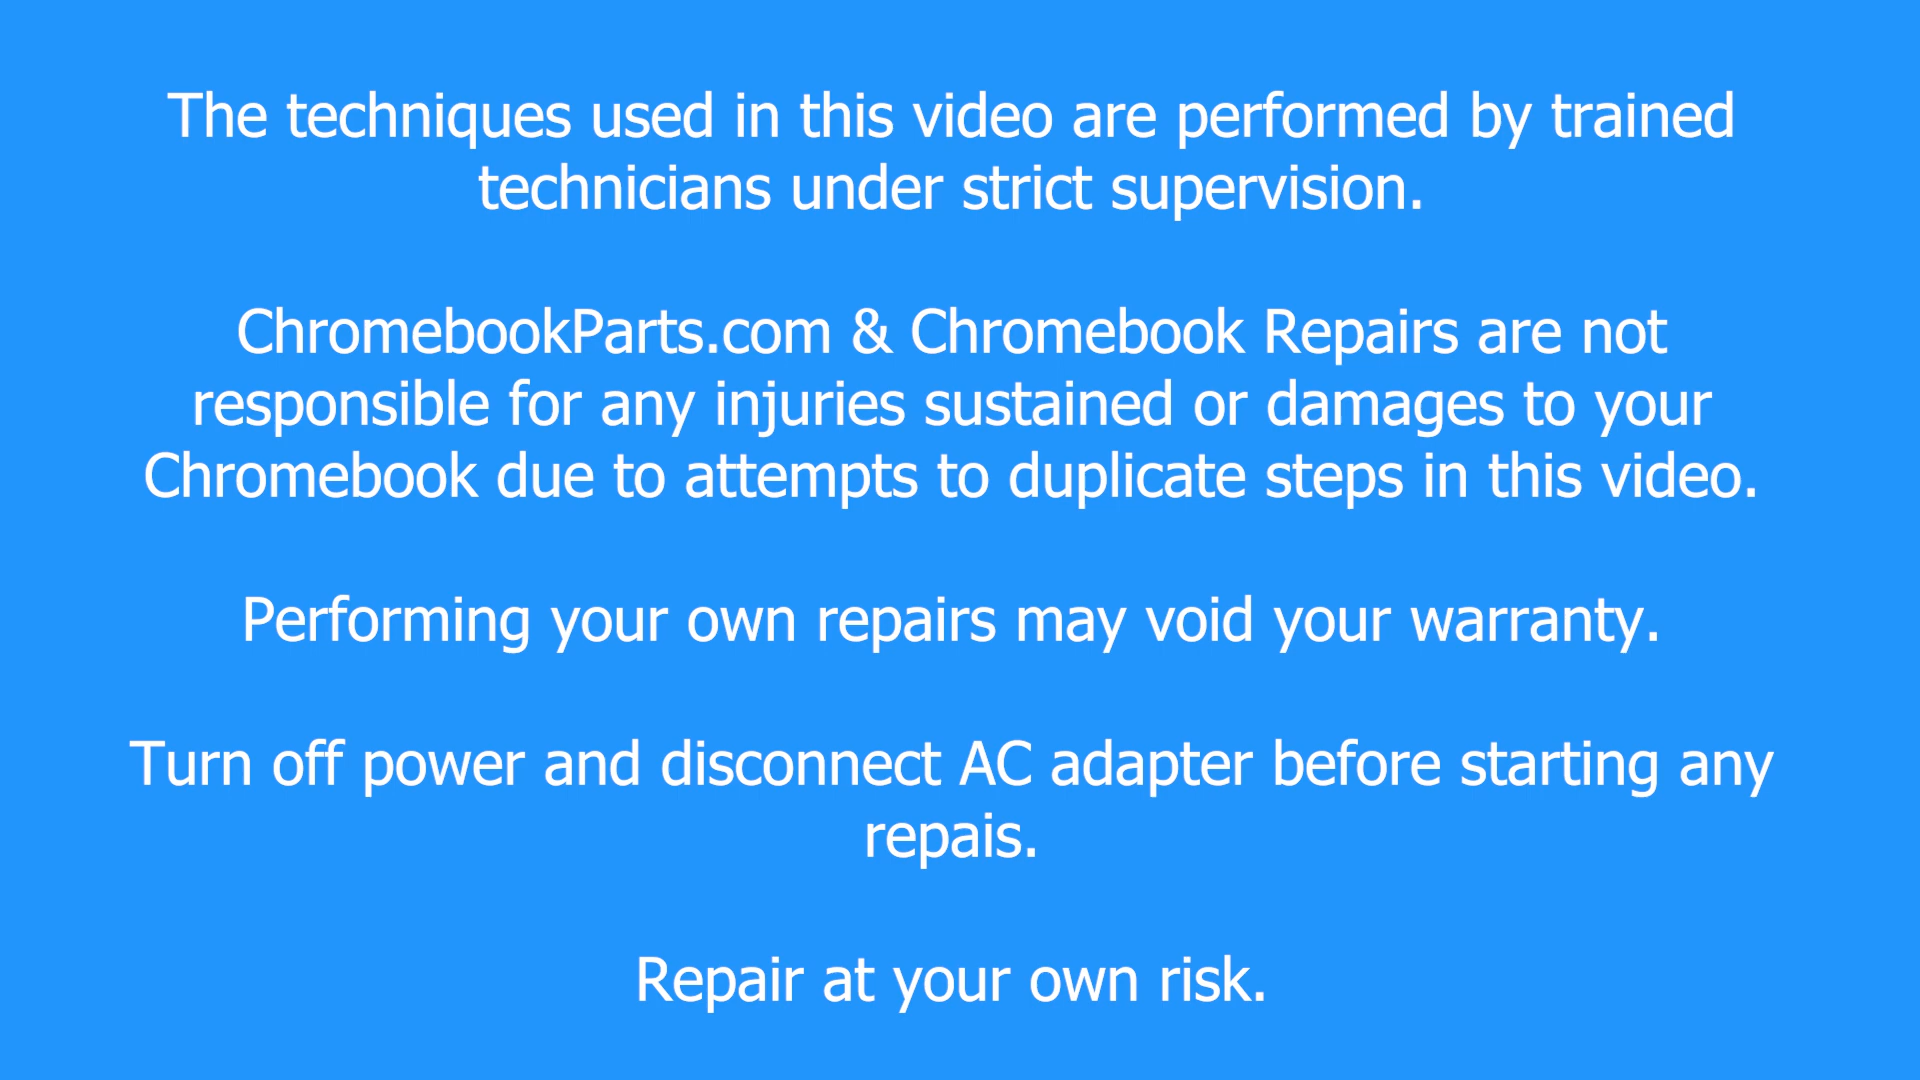 The techniques used in this video are performed by trained
technicians under strict supervision.
ChromebookParts.com & Chromebook Repairs are not
responsible for any injuries sustained or damages to your
Chromebook due to attempts to duplicate steps in this video.
Performing your own repairs may void your warranty.
Turn off power and disconnect AC adapter before starting any
repais.
Repair at your own risk.